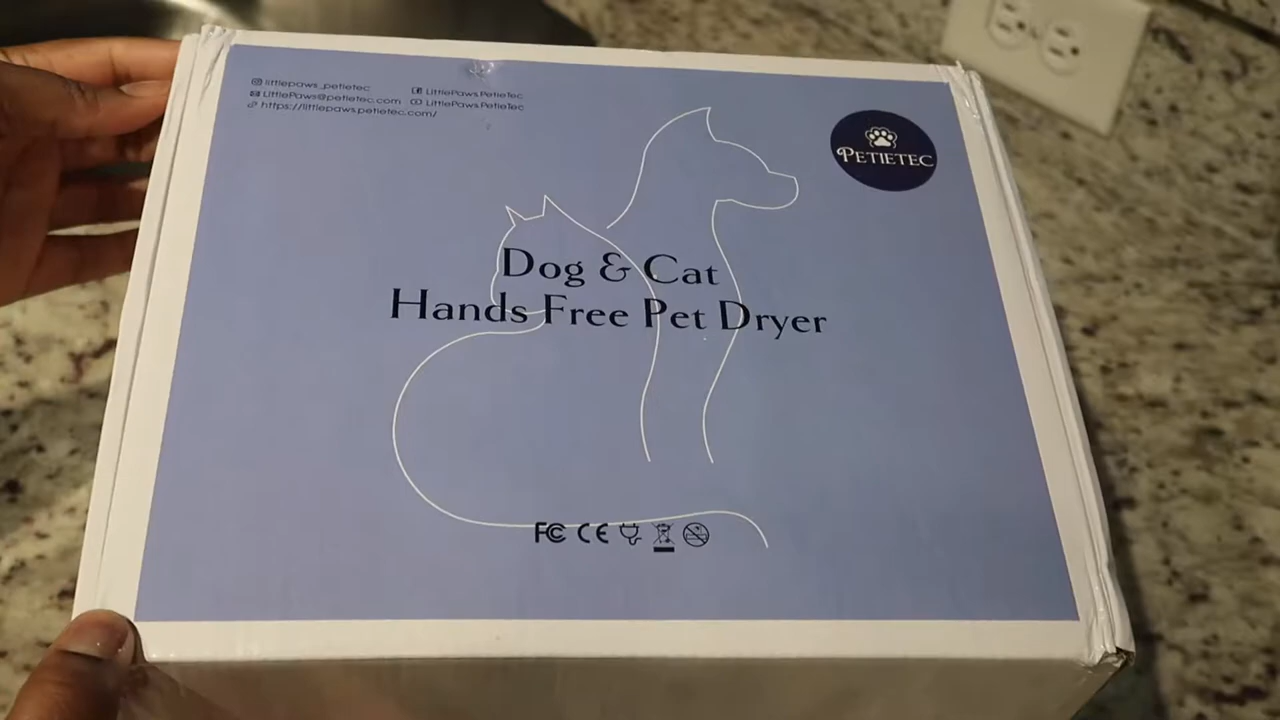 littlepaws_petietec
LittlePaws@petietec.com
https://littlepaws.petietec.com/
LittlePaws.PetieTec
LittlePaws.PetieTec
PETIETEC
Dog & Cat
Hands Free Pet Dryer
FC CE